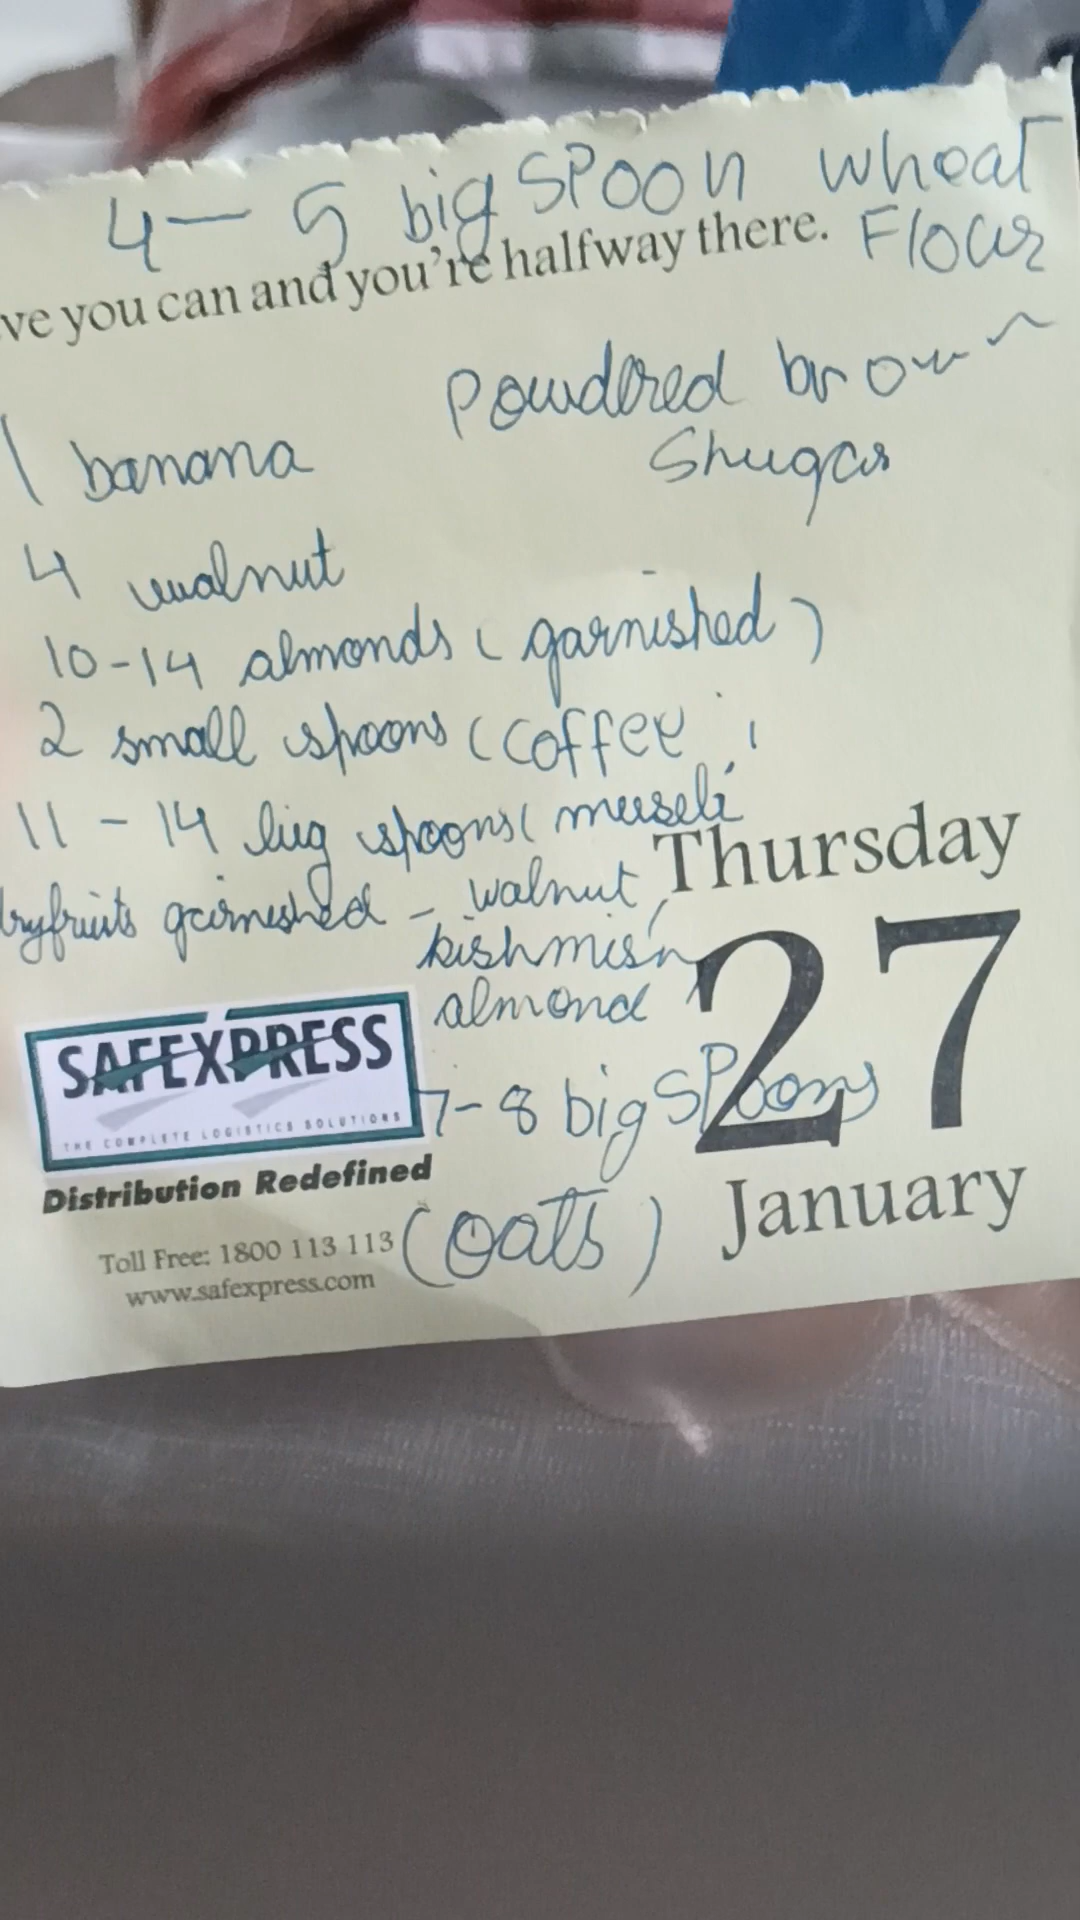 4 — 5 big SPOON wheat
Flour
ve you can and you're halfway there.
Powdered brown
Shugar
1 banana
4 walnut
10-14 almonds (garnished)
2 small spoons (coffee
11 - 14 big spoons (museli
dryfruits garnished - walnut,
kishmish
almond
7-8 big SPoons
(oats)
Thursday
27
January
SAFEXPRESS
THE COMPLETE LOGISTICS SOLUTIONS
Distribution Redefined
Toll Free: 1800 113 113
www.safexpress.com